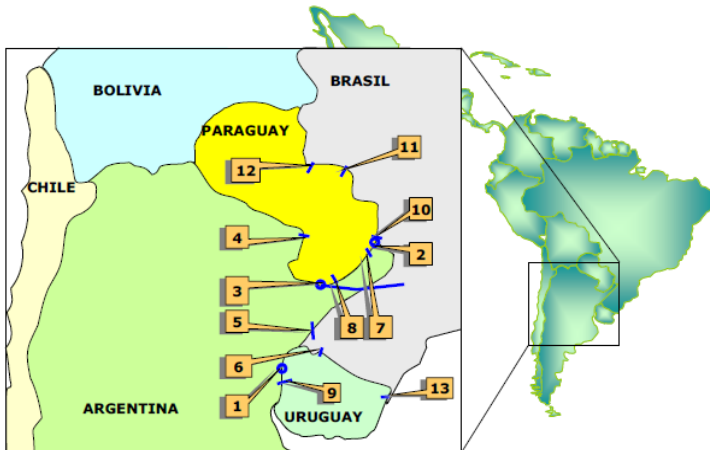 BOLIVIA
BRASIL
PARAGUAY
11
12
CHILE
10
4
2
3
8
7
5
6
9
13
1
ARGENTINA
URUGUAY